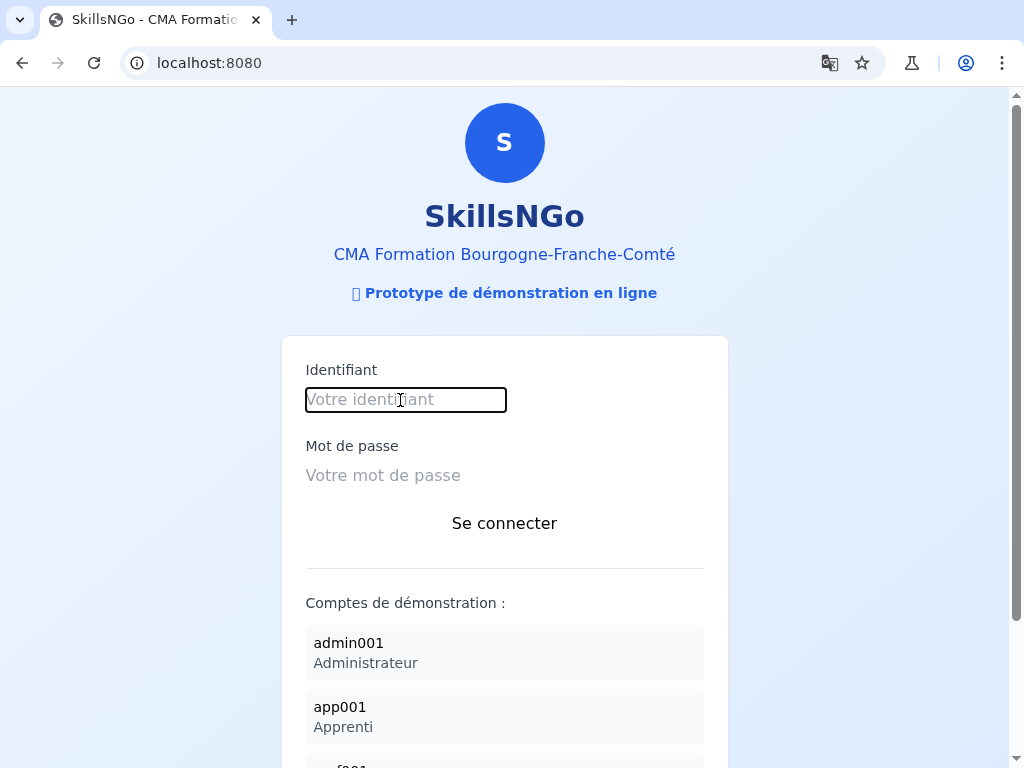 SkillsNGo - CMA Formatio
localhost:8080
S
SkillsNGo
CMA Formation Bourgogne-Franche-Comté
Prototype de démonstration en ligne
Identifiant
Votre identifiant
Mot de passe
Votre mot de passe
Se connecter
Comptes de démonstration :
admin001
Administrateur
app001
Apprenti